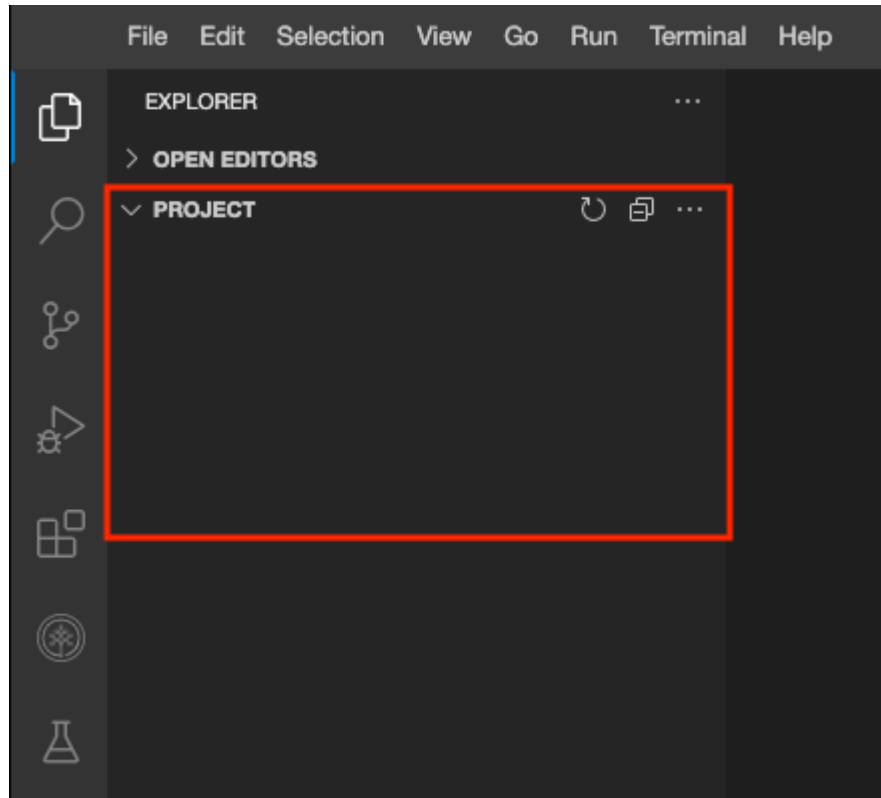 File Edit Selection View Go Run Terminal Help
EXPLORER
OPEN EDITORS
PROJECT